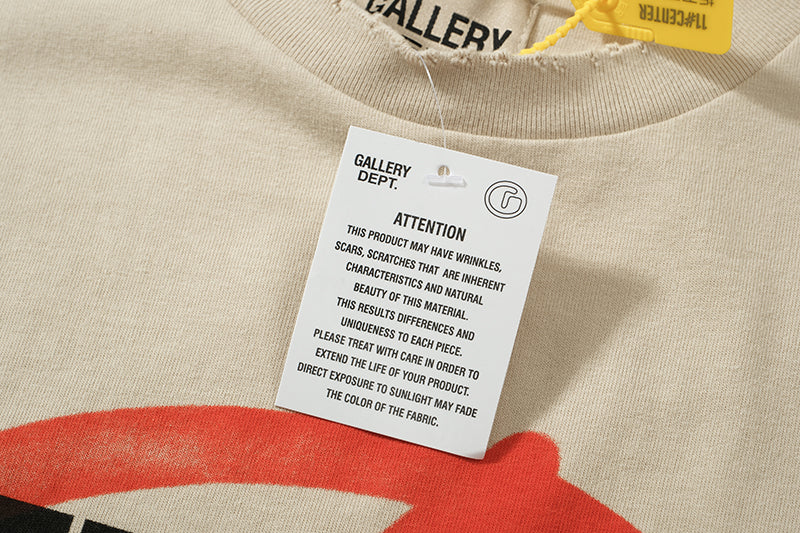 GALLERY
11#CENTER
GALLERY
DEPT.
ATTENTION
THIS PRODUCT MAY HAVE WRINKLES,
SCARS, SCRATCHES THAT ARE INHERENT
CHARACTERISTICS AND NATURAL
BEAUTY OF THIS MATERIAL.
THIS RESULTS DIFFERENCES AND
UNIQUENESS TO EACH PIECE.
PLEASE TREAT WITH CARE IN ORDER TO
EXTEND THE LIFE OF YOUR PRODUCT.
DIRECT EXPOSURE TO SUNLIGHT MAY FADE
THE COLOR OF THE FABRIC.